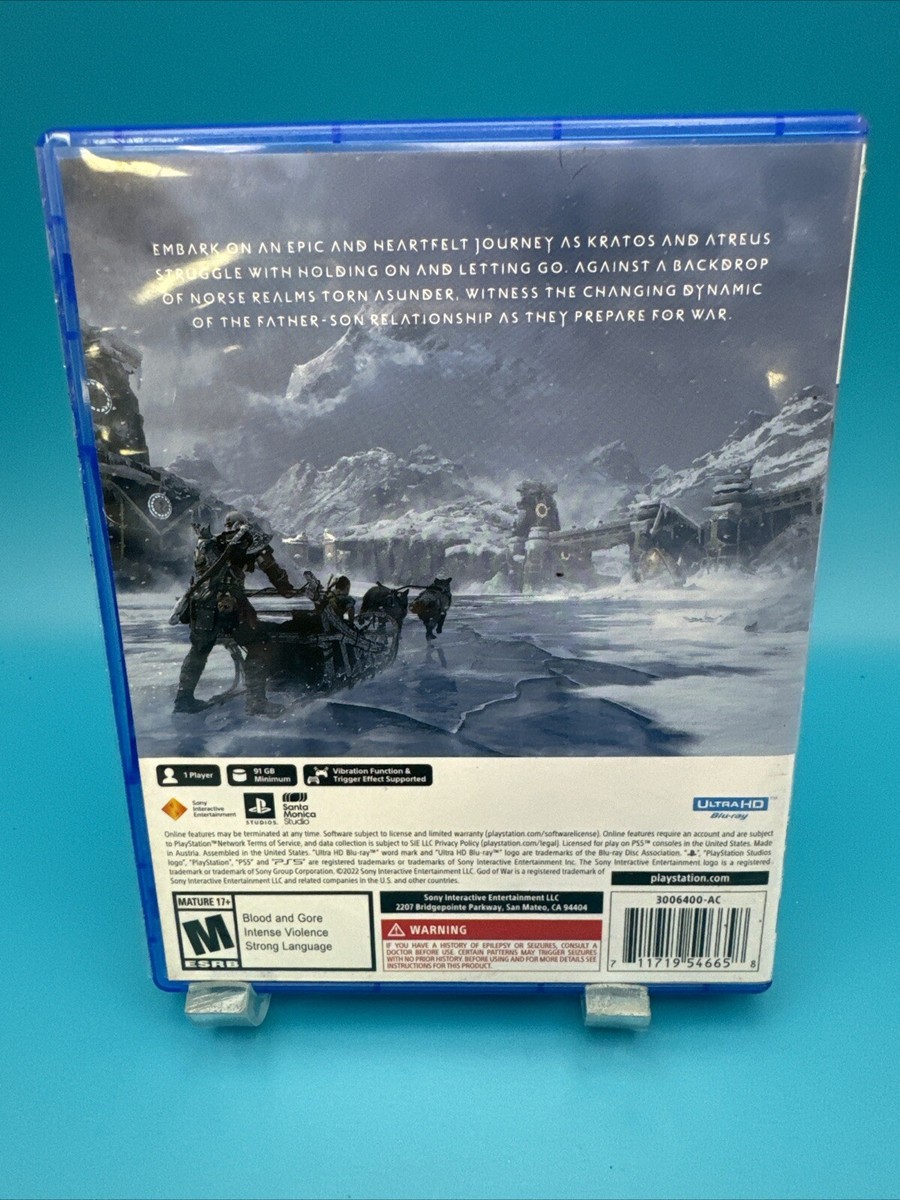 EMBARK ON AN EPIC AND HEARTFELT JOURNEY AS KRATOS AND ATREUS
STRUGGLE WITH HOLDING ON AND LETTING GO. AGAINST A BACKDROP
OF NORSE REALMS TORN ASUNDER, WITNESS THE CHANGING DYNAMIC
OF THE FATHER-SON RELATIONSHIP AS THEY PREPARE FOR WAR.
1 Player
91 GB
Minimum
Vibration Function &
Trigger Effect Supported
Sony
Interactive
Entertainment
STUDIOS
Santa
Monica
Studio
ULTRA HD™
Blu-ray
Online features may be terminated at any time. Software subject to license and limited warranty (playstation.com/softwarelicense). Online features require an account and are subject
to PlayStation™Network Terms of Service, and data collection is subject to SIE LLC Privacy Policy (playstation.com/legal). Licensed for play on PS5™ consoles in the United States. Made
in Austria. Assembled in the United States. "Ultra HD Blu-ray™" word mark and "Ultra HD Blu-ray™" logo are trademarks of the Blu-ray Disc Association. " ", "PlayStation Studios
logo", "PlayStation", "PS5" and "PS5" are registered trademarks or trademarks of Sony Interactive Entertainment Inc. The Sony Interactive Entertainment logo is a registered
trademark or trademark of Sony Group Corporation. ©2022 Sony Interactive Entertainment LLC. God of War is a registered trademark of
Sony Interactive Entertainment LLC and related companies in the U.S. and other countries.
playstation.com
MATURE 17+
M
ESRB
Blood and Gore
Intense Violence
Strong Language
Sony Interactive Entertainment LLC
2207 Bridgepointe Parkway, San Mateo, CA 94404
WARNING
IF YOU HAVE A HISTORY OF EPILEPSY OR SEIZURES, CONSULT A
DOCTOR BEFORE USE. CERTAIN PATTERNS MAY TRIGGER SEIZURES
WITH NO PRIOR HISTORY. BEFORE USING AND FOR MORE DETAILS SEE
INSTRUCTIONS FOR THIS PRODUCT.
3006400-AC
7 11719 54665 8